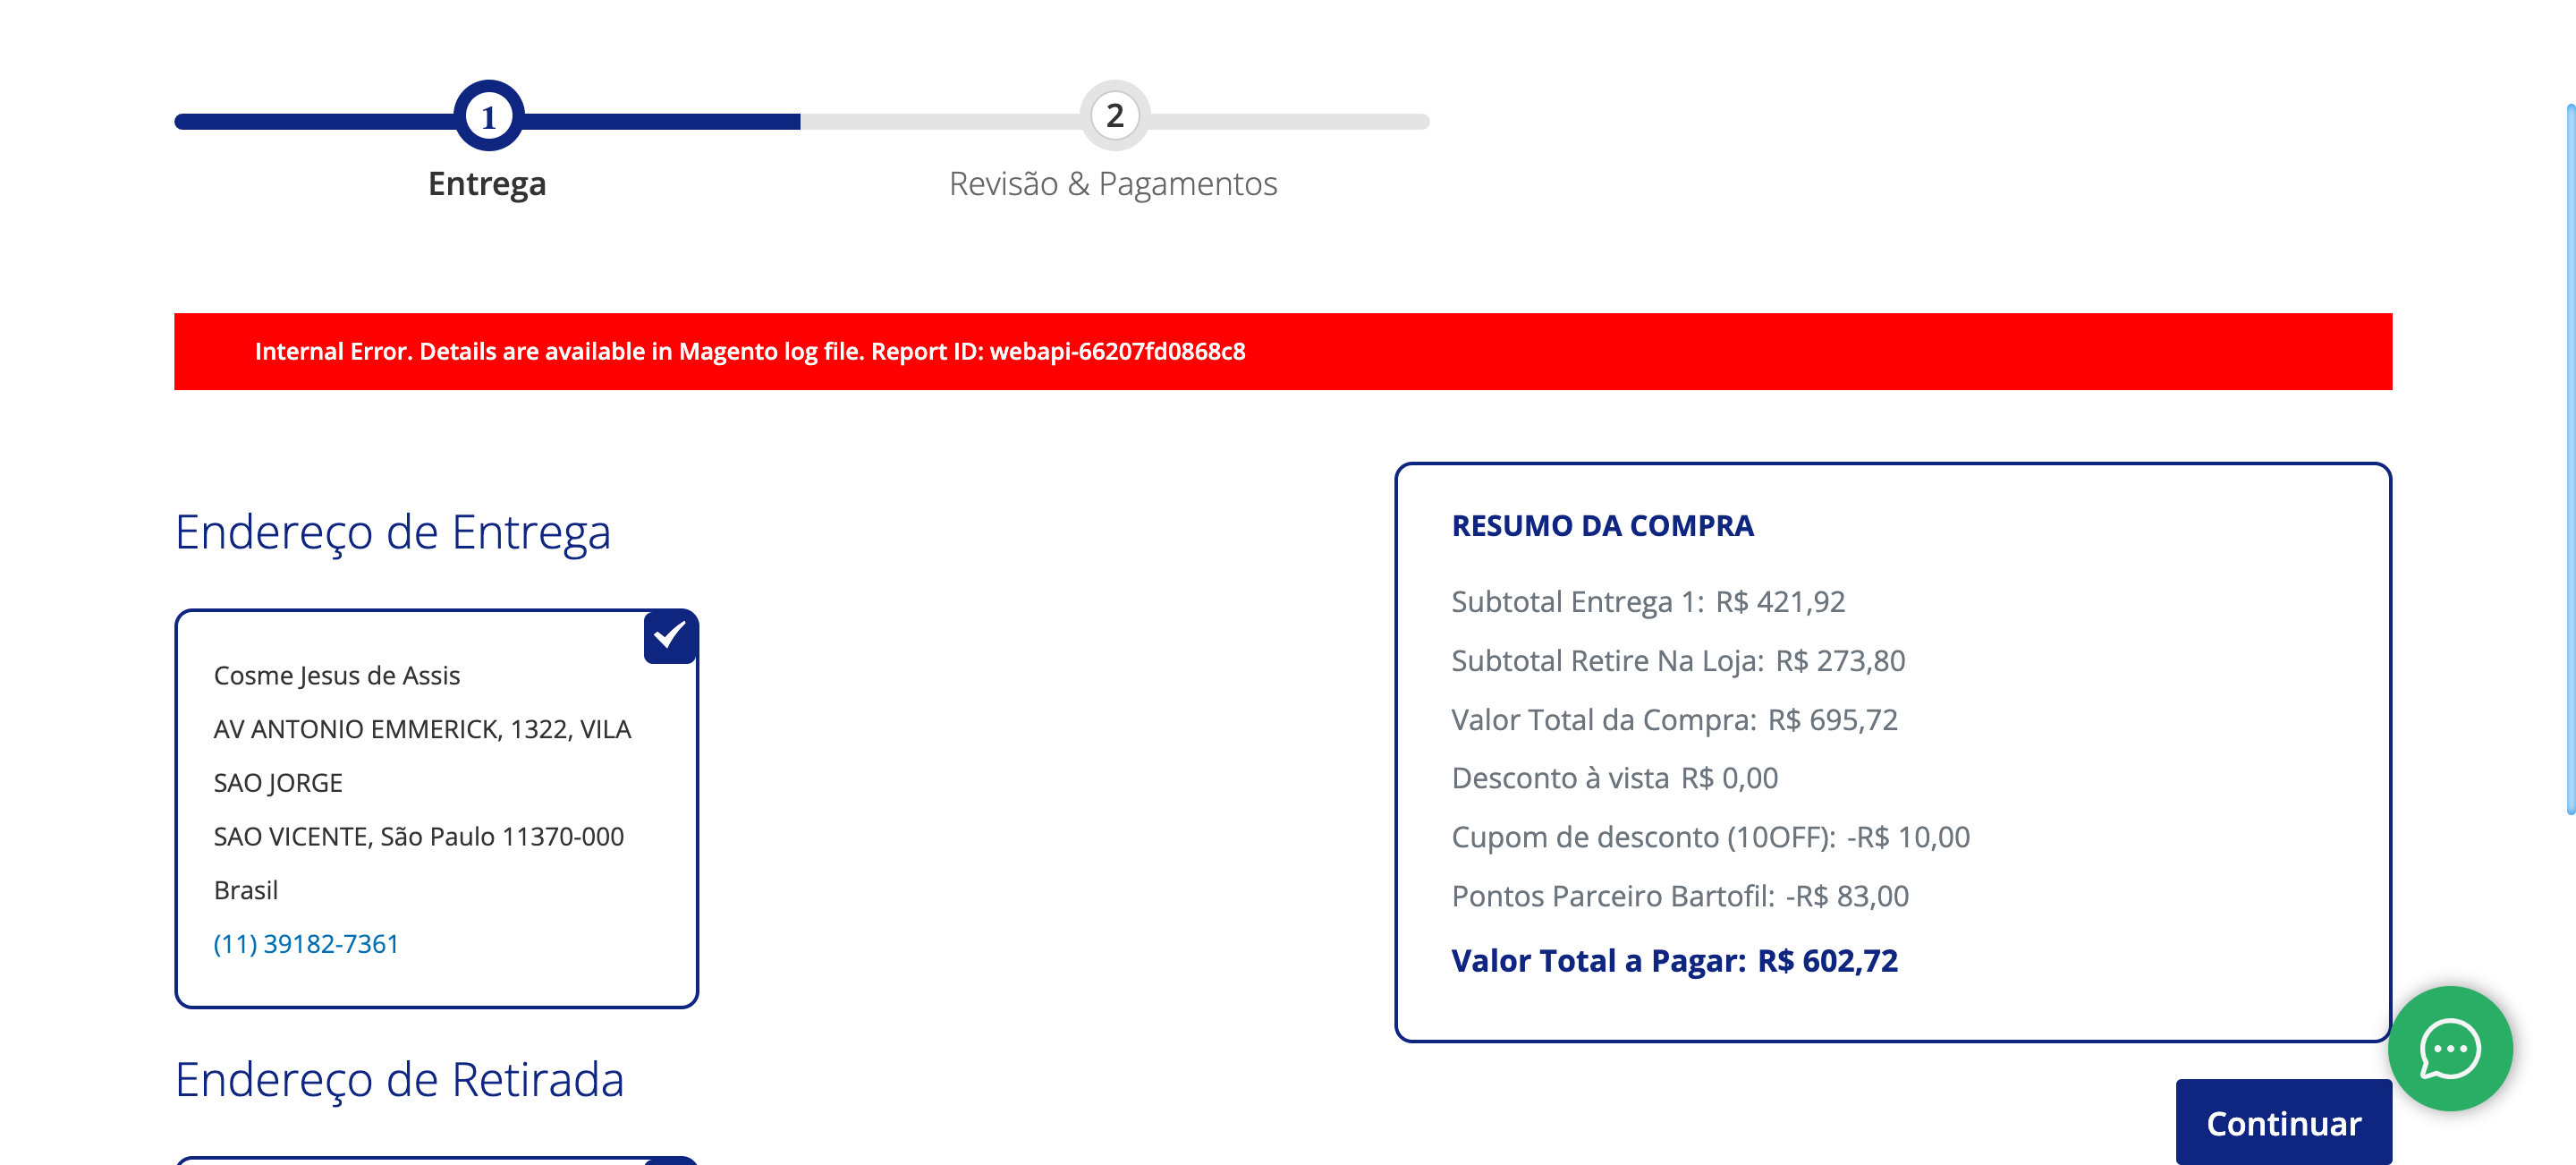 1
2
Entrega
Revisão & Pagamentos
Internal Error. Details are available in Magento log file. Report ID: webapi-66207fd0868c8
Endereço de Entrega
Cosme Jesus de Assis
AV ANTONIO EMMERICK, 1322, VILA
SAO JORGE
SAO VICENTE, São Paulo 11370-000
Brasil
(11) 39182-7361
Endereço de Retirada
RESUMO DA COMPRA
Subtotal Entrega 1: R$ 421,92
Subtotal Retire Na Loja: R$ 273,80
Valor Total da Compra: R$ 695,72
Desconto à vista R$ 0,00
Cupom de desconto (10OFF): -R$ 10,00
Pontos Parceiro Bartofil: -R$ 83,00
Valor Total a Pagar: R$ 602,72
Continuar